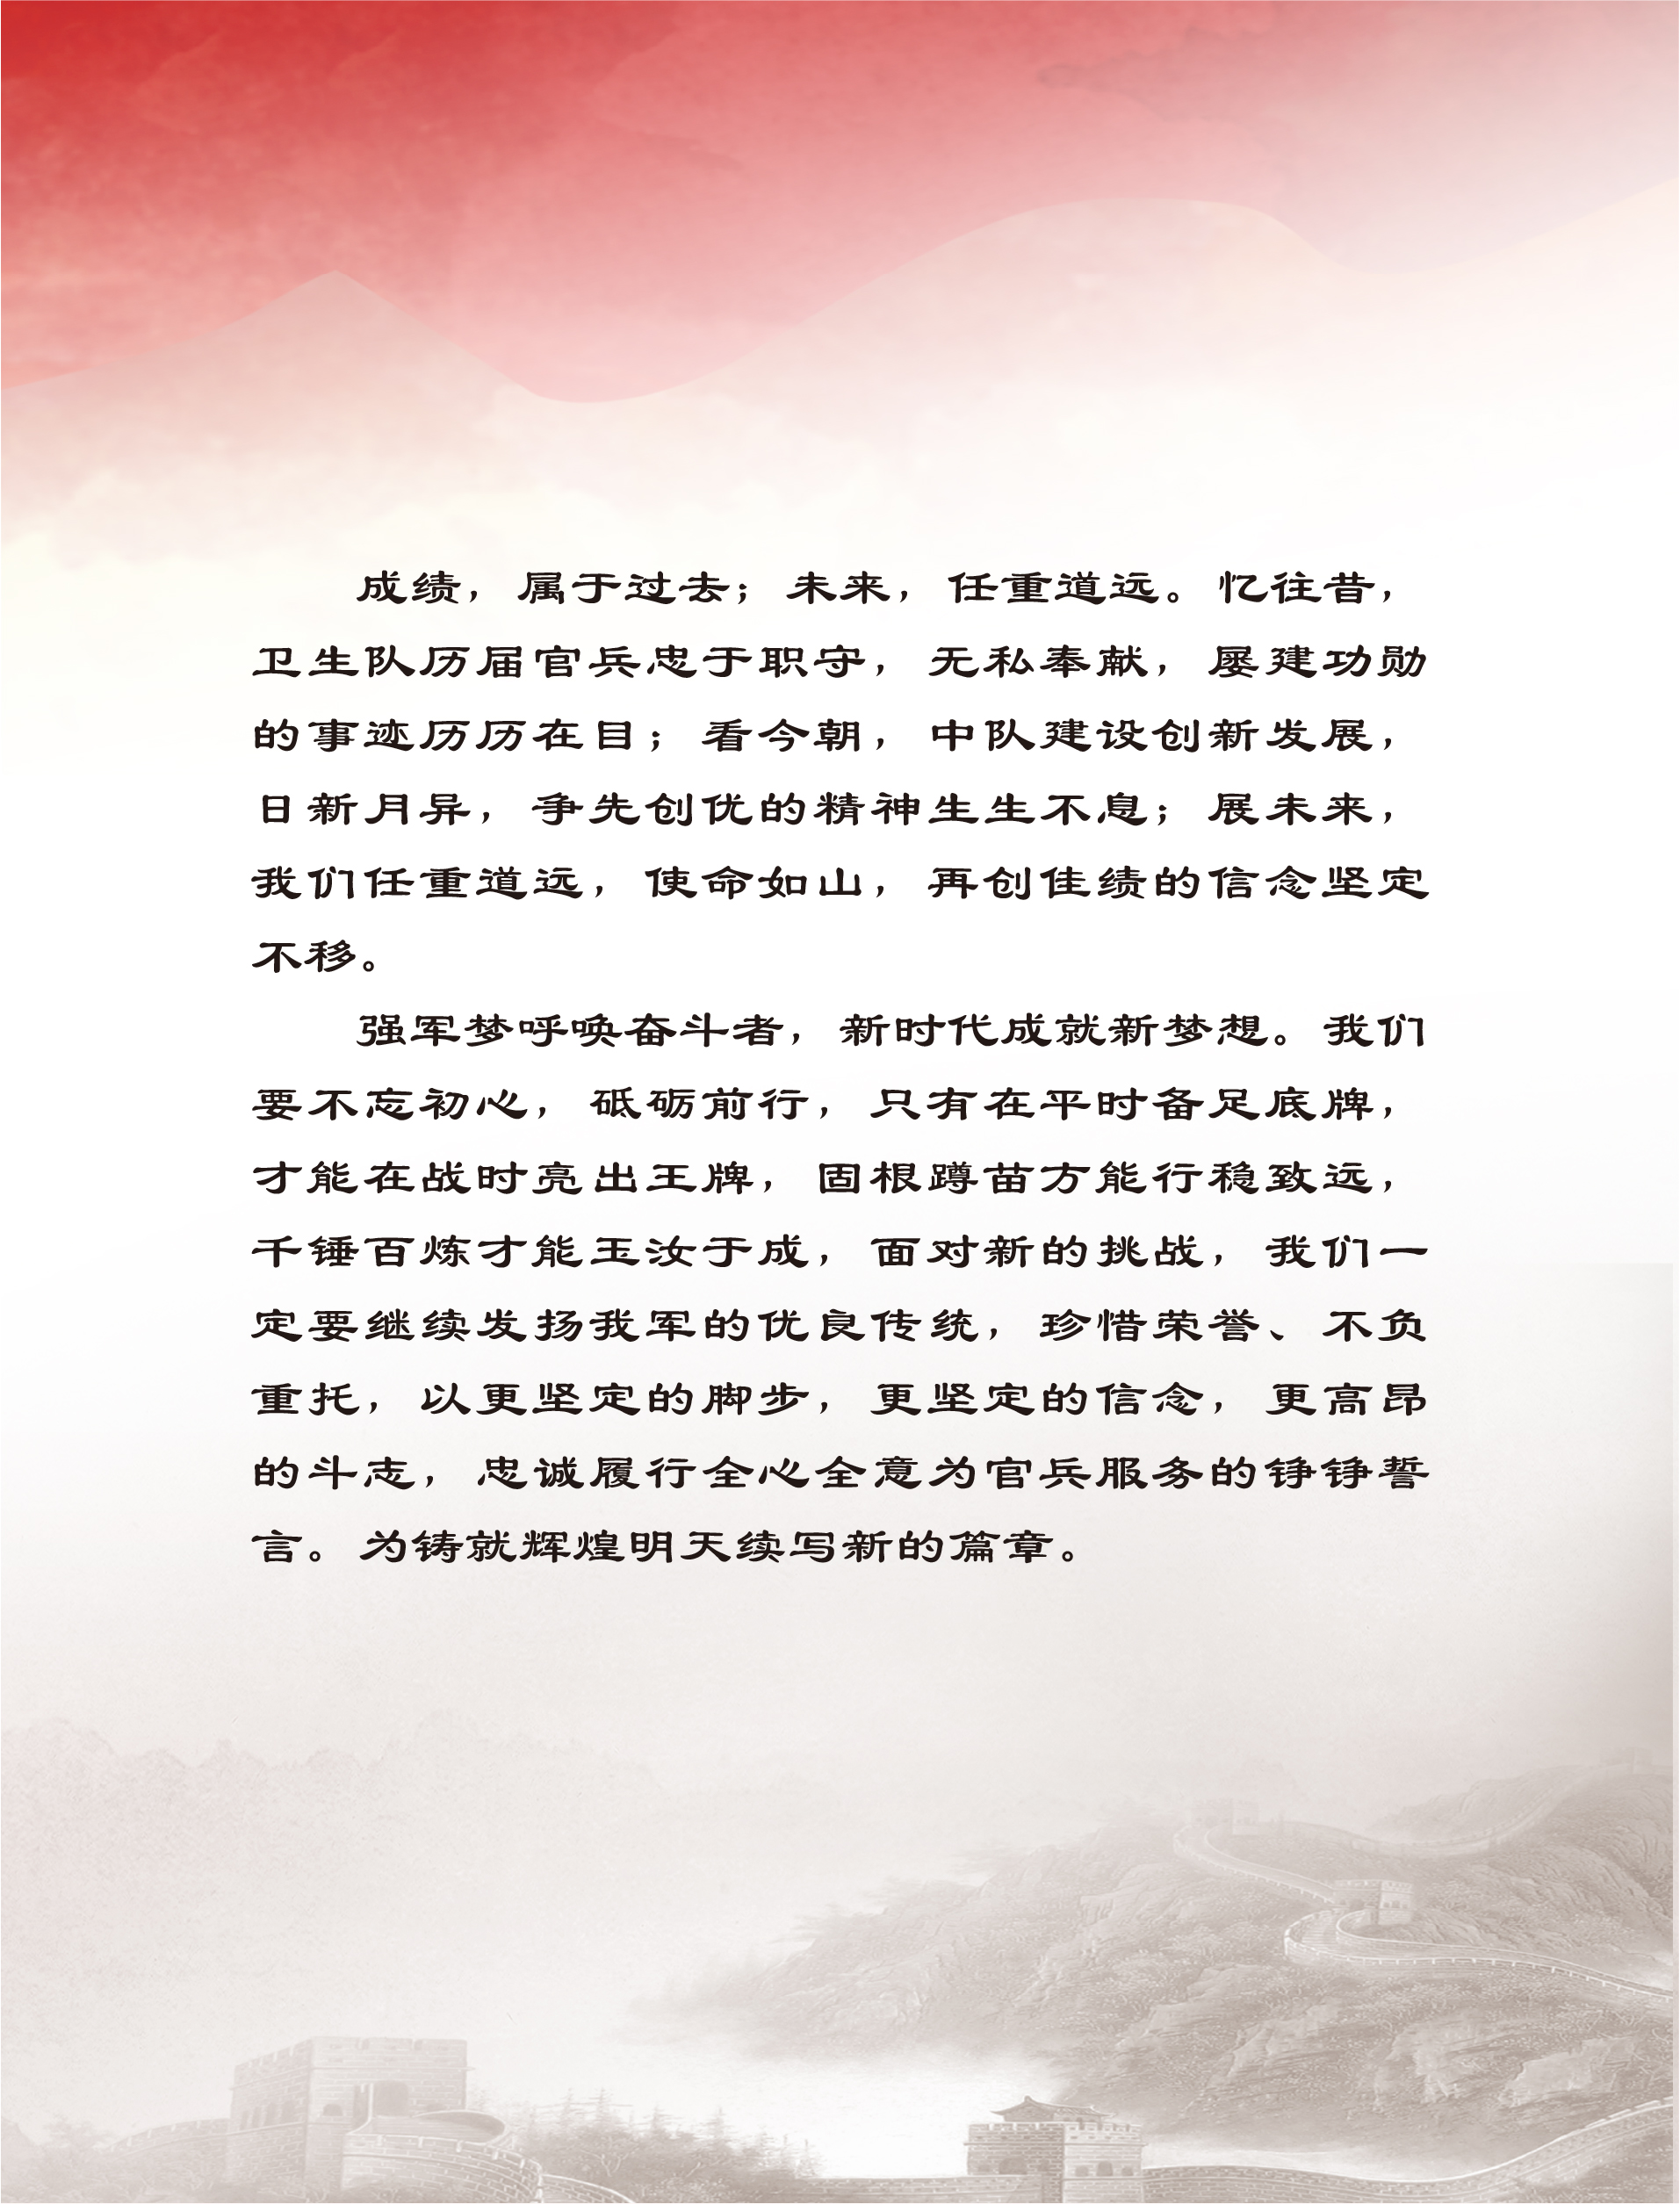 成绩，属于过去；未来，任重道远。忆往昔，
卫生队历届官兵忠于职守，无私奉献，屡建功勋
的事迹历历在目；看今朝，中队建设创新发展，
日新月异，争先创优的精神生生不息；展未来，
我们任重道远，使命如山，再创佳绩的信念坚定
不移。
强军梦呼唤奋斗者，新时代成就新梦想。我们
要不忘初心，砥砺前行，只有在平时备足底牌，
才能在战时亮出王牌，固根蹲苗方能行稳致远，
千锤百炼才能玉汝于成，面对新的挑战，我们一
定要继续发扬我军的优良传统，珍惜荣誉、不负
重托，以更坚定的脚步，更坚定的信念，更高昂
的斗志，忠诚履行全心全意为官兵服务的铮铮誓
言。为铸就辉煌明天续写新的篇章。